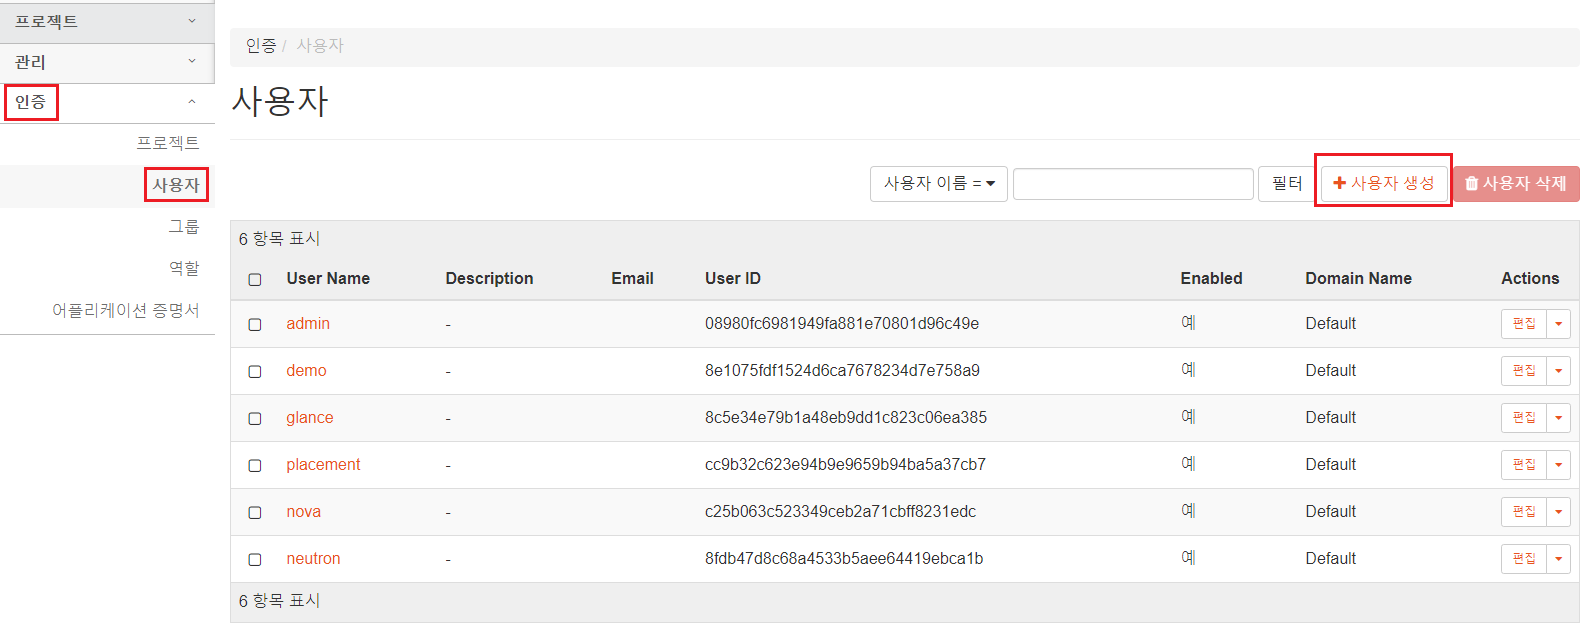 프로젝트
관리
인증
프로젝트
사용자
그룹
역할
어플리케이션 증명서
인증 / 사용자
사용자
사용자 이름 = 필터 사용자 생성 사용자 삭제
6 항목 표시
User Name Description Email User ID Enabled Domain Name Actions
admin - 08980fc6981949fa881e70801d96c49e 예 Default 편집
demo - 8e1075fdf1524d6ca7678234d7e758a9 예 Default 편집
glance - 8c5e34e79b1a48eb9dd1c823c06ea385 예 Default 편집
placement - cc9b32c623e94b9e9659b94ba5a37cb7 예 Default 편집
nova - c25b063c523349ceb2a71cbff8231edc 예 Default 편집
neutron - 8fdb47d8c68a4533b5aee64419ebca1b 예 Default 편집
6 항목 표시